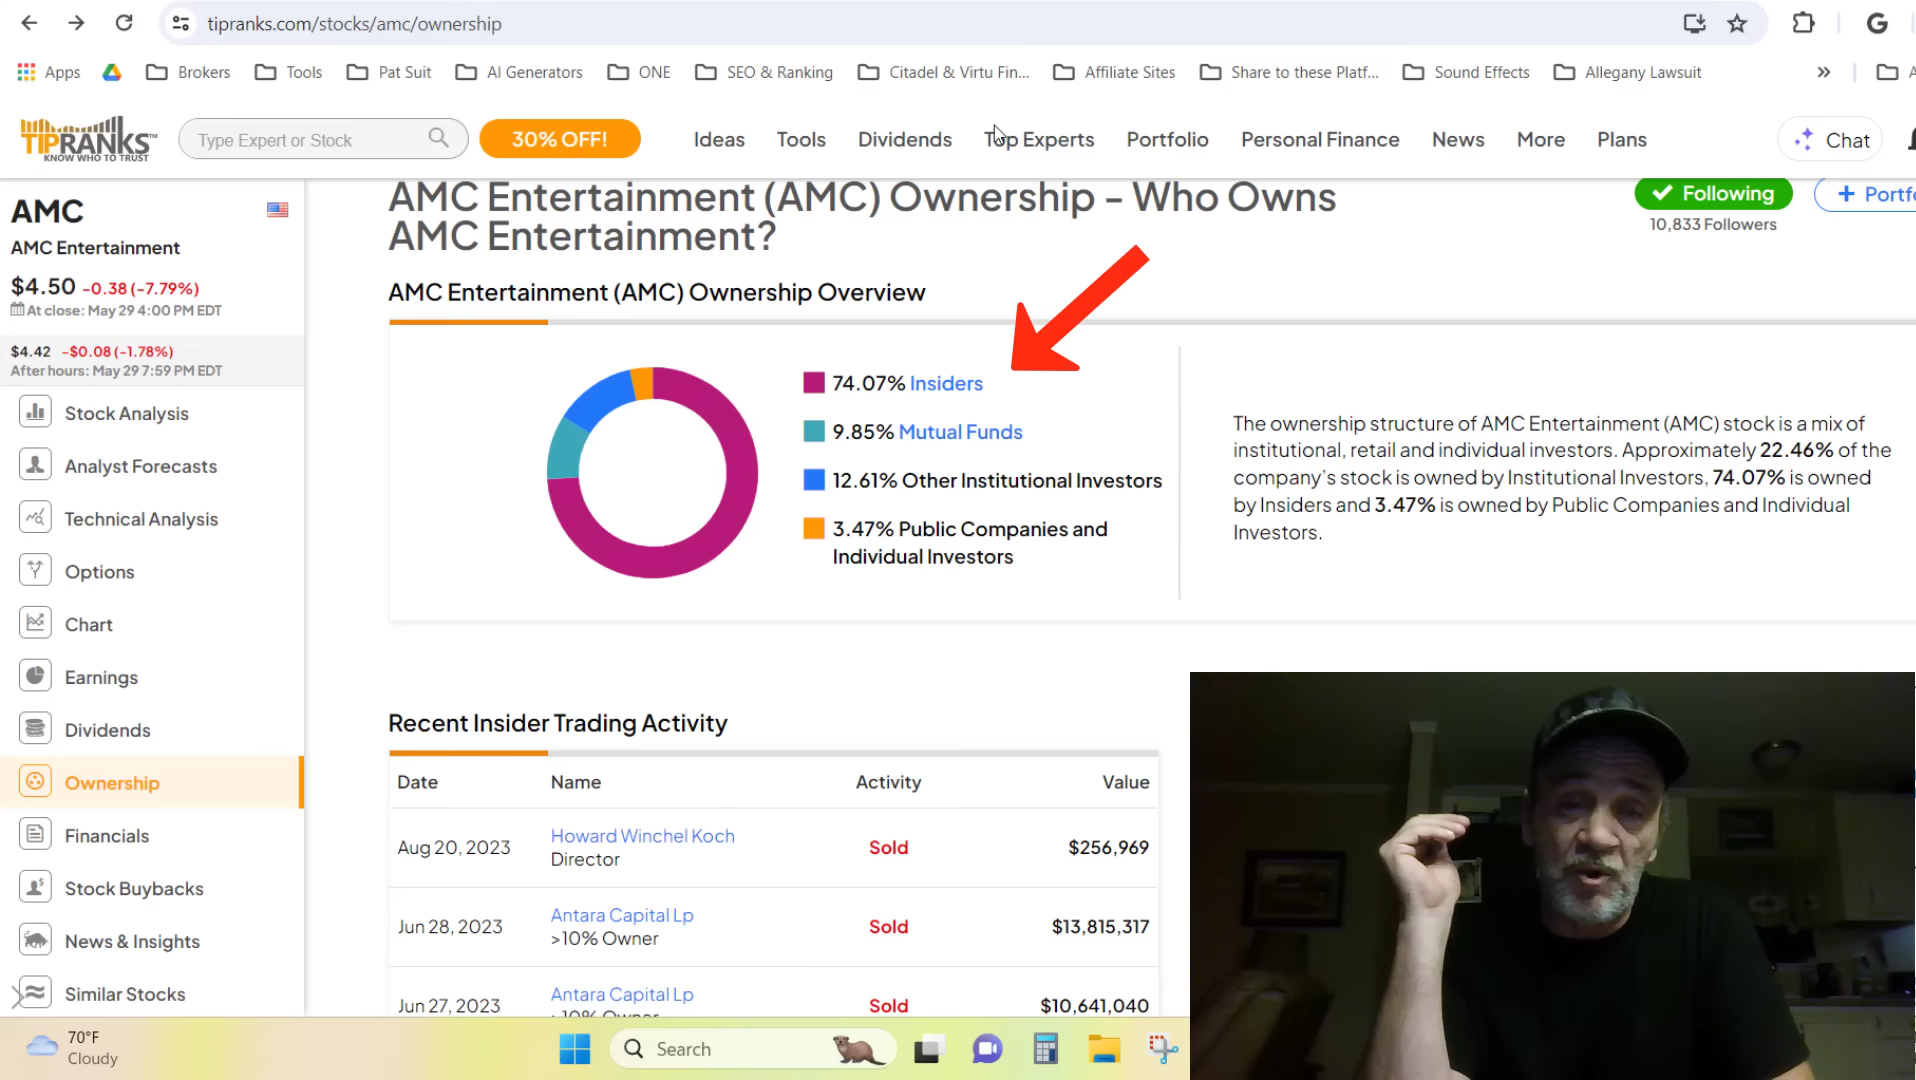 tipranks.com/stocks/amc/ownership
Apps
Brokers
Tools
Pat Suit
AI Generators
ONE
SEO & Ranking
Citadel & Virtu Fin...
Affiliate Sites
Share to these Platf...
Sound Effects
Allegany Lawsuit
»
TIPRANKS™
KNOW WHO TO TRUST
Type Expert or Stock
30% OFF!
Ideas
Tools
Dividends
Top Experts
Portfolio
Personal Finance
News
More
Plans
Chat
AMC
AMC Entertainment
$4.50 -0.38 (-7.79%)
At close: May 29 4:00 PM EDT
$4.42 -$0.08 (-1.78%)
After hours: May 29 7:59 PM EDT
Stock Analysis
Analyst Forecasts
Technical Analysis
Options
Chart
Earnings
Dividends
Ownership
Financials
Stock Buybacks
News & Insights
Similar Stocks
AMC Entertainment (AMC) Ownership - Who Owns
AMC Entertainment?
Following
10,833 Followers
+ Portf
AMC Entertainment (AMC) Ownership Overview
74.07% Insiders
9.85% Mutual Funds
12.61% Other Institutional Investors
3.47% Public Companies and
Individual Investors
The ownership structure of AMC Entertainment (AMC) stock is a mix of
institutional, retail and individual investors. Approximately 22.46% of the
company's stock is owned by Institutional Investors, 74.07% is owned
by Insiders and 3.47% is owned by Public Companies and Individual
Investors.
Recent Insider Trading Activity
Date Name Activity Value
Aug 20, 2023 Howard Winchel Koch Director Sold $256,969
Jun 28, 2023 Antara Capital Lp >10% Owner Sold $13,815,317
Jun 27, 2023 Antara Capital Lp >10% Owner Sold $10,641,040
70°F
Cloudy
Search